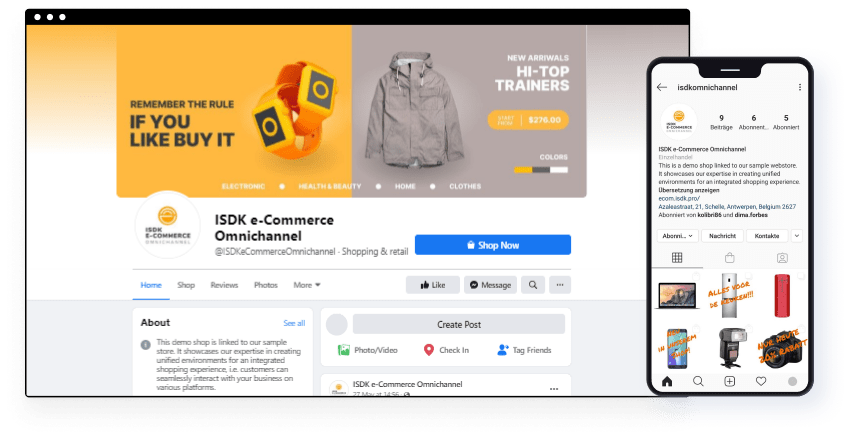 REMEMBER THE RULE
IF YOU
LIKE BUY IT
NEW ARRIWALS
HI-TOP
TRAINERS
START
FROM
$276.00
COLORS
ELECTRONIC
HEALTH & BEAUTY
HOME
CLOTHES
ISDK
E-COMMERCE
OMNICHANNEL
ISDK e-Commerce
Omnichannel
@ISDKeCommerceOmnichannel · Shopping & retail
Shop Now
Home
Shop
Reviews
Photos
More
Like
Message
About
See all
This demo shop is linked to our sample
store. It showcases our expertise in creating
unified environments for an integrated
shopping experience, i.e. customers can
seamlessly interact with your business on
various platforms.
Create Post
Photo/Video
Check In
Tag Friends
ISDK e-Commerce Omnichannel
27 May at 14:56
isdkomnichannel
ISDK
E-COMMERCE
OMNICHANNEL
9
6
5
Beiträge
Abonnent...
Abonniert
ISDK e-Commerce Omnichannel
Einzelhandel
This is a demo shop linked to our sample webstore.
It showcases our expertise in creating unified
environments for an integrated shopping experience.
Übersetzung anzeigen
ecom.isdk.pro/
Azaleastraat, 21, Schelle, Antwerpen, Belgium 2627
Abonniert von kolibri86 und dima.forbes
Abonni...
Nachricht
Kontakte
ALLES VOOR
DE KEUKEN!!!
NUR HEUTE
20% RABATT